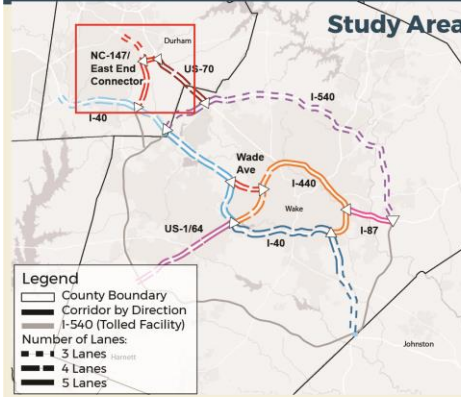 Study Area
Durham
NC-147/
East End
Connector
US-70
I-40
I-540
Wade
Ave
I-440
Wake
US-1/64
I-40
I-87
Legend
County Boundary
Corridor by Direction
I-540 (Tolled Facility)
Number of Lanes:
3 Lanes
Harnett
4 Lanes
5 Lanes
Johnston